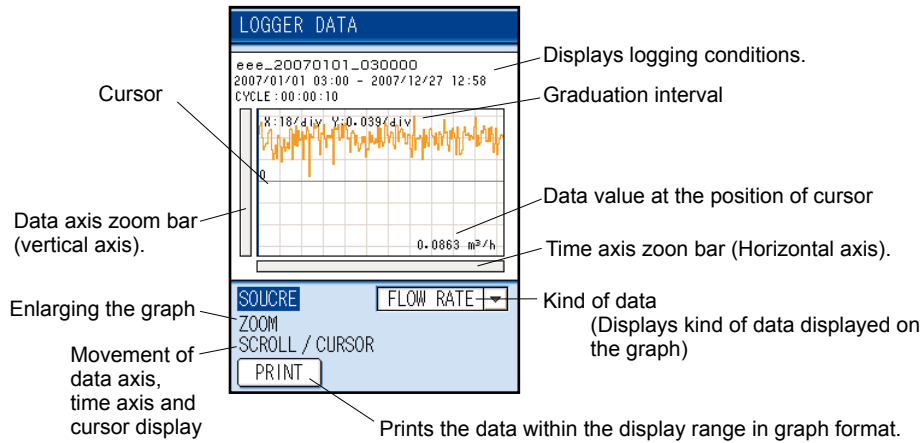 LOGGER DATA
eee_20070101_030000
2007/01/01 03:00 - 2007/12/27 12:58
CYCLE:00:00:10
X:18/div Y:0.039/div
0
0.0863 m³/h
SOUCRE
FLOW RATE
ZOOM
SCROLL / CURSOR
PRINT
Cursor
Data axis zoom bar
(vertical axis).
Enlarging the graph
Movement of
data axis,
time axis and
cursor display
Displays logging conditions.
Graduation interval
Data value at the position of cursor
Time axis zoon bar (Horizontal axis).
Kind of data
(Displays kind of data displayed on
the graph)
Prints the data within the display range in graph format.